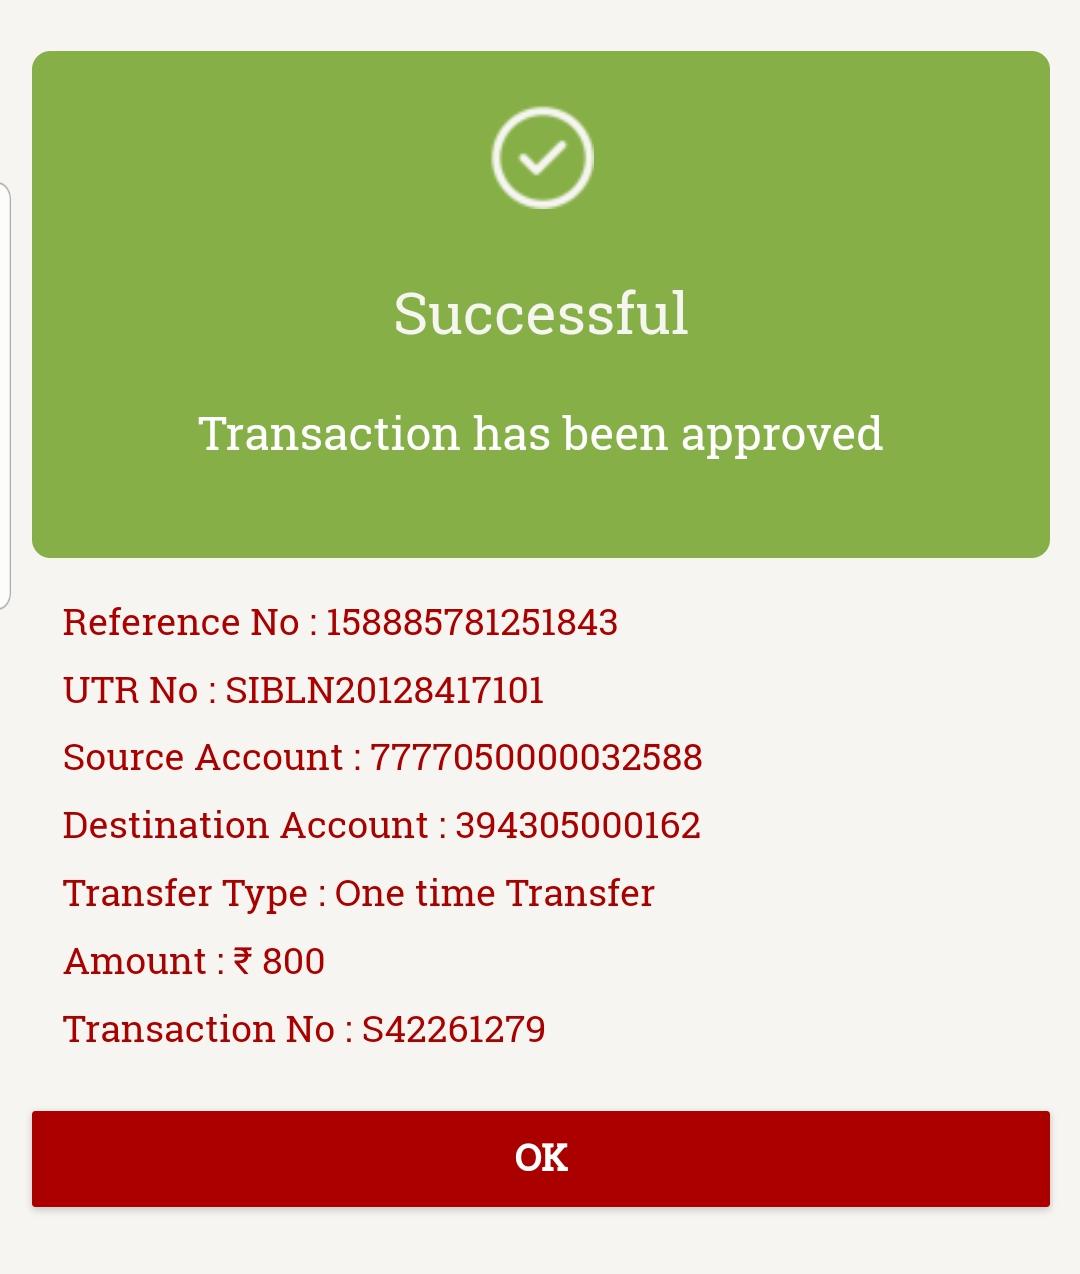 Successful
Transaction has been approved
Reference No : 158885781251843
UTR No : SIBLN20128417101
Source Account : 7777050000032588
Destination Account : 394305000162
Transfer Type : One time Transfer
Amount : ₹ 800
Transaction No : S42261279
OK